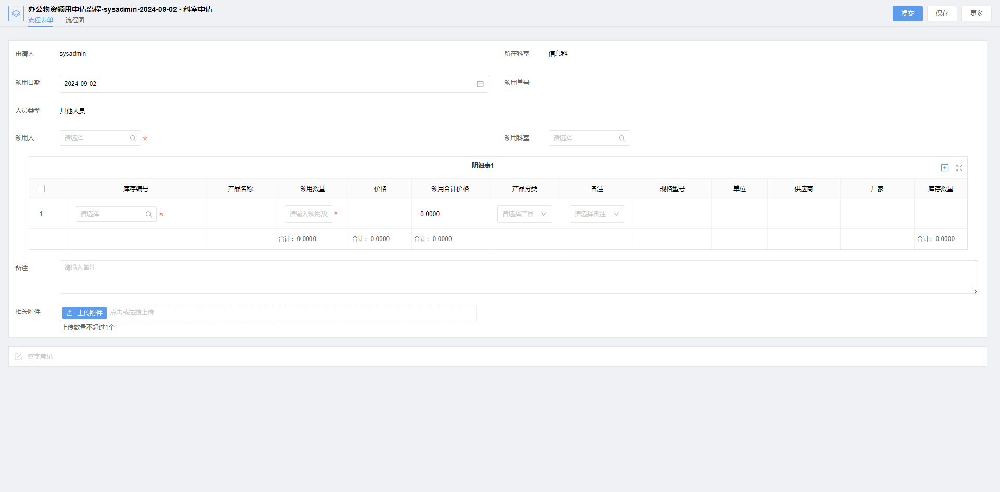 办公物资领用申请流程-sysadmin-2024-09-02 - 科室申请
流程表单 流程图
提交 保存 更多
申请人 sysadmin 所在科室 信息科
领用日期 2024-09-02 领用单号
人员类型 其他人员
领用人 请选择 * 领用科室 请选择
明细表1
库存编号 产品名称 领用数量 价格 领用合计价格 产品分类 备注 规格型号 单位 供应商 厂家 库存数量
1 请选择 * 请输入领用数 * 0.0000 请选择产品... 请选择备注
合计：0.0000 合计：0.0000 合计：0.0000 合计：0.0000
备注 请输入备注
相关附件 上传附件 点击或拖拽上传
上传数量不超过1个
签字意见